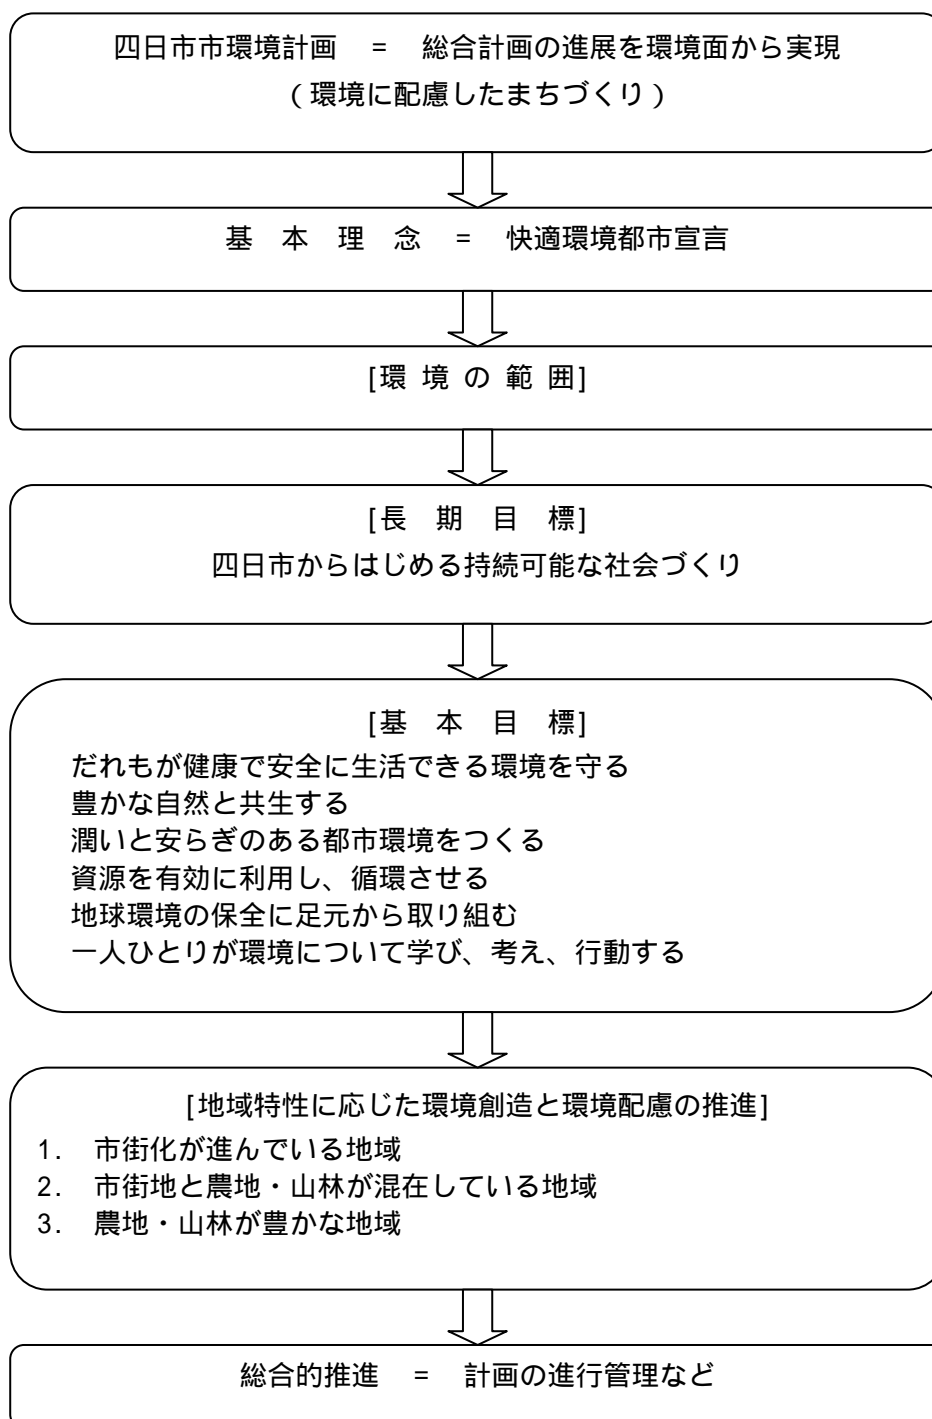 四日市市環境計画 = 総合計画の進展を環境面から実現
(環境に配慮したまちづくり)
基 本 理 念 = 快適環境都市宣言
[環 境 の 範 囲]
[長 期 目 標]
四日市からはじめる持続可能な社会づくり
[基 本 目 標]
だれもが健康で安全に生活できる環境を守る
豊かな自然と共生する
潤いと安らぎのある都市環境をつくる
資源を有効に利用し、循環させる
地球環境の保全に足元から取り組む
一人ひとりが環境について学び、考え、行動する
[地域特性に応じた環境創造と環境配慮の推進]
1. 市街化が進んでいる地域
2. 市街地と農地・山林が混在している地域
3. 農地・山林が豊かな地域
総合的推進 = 計画の進行管理など